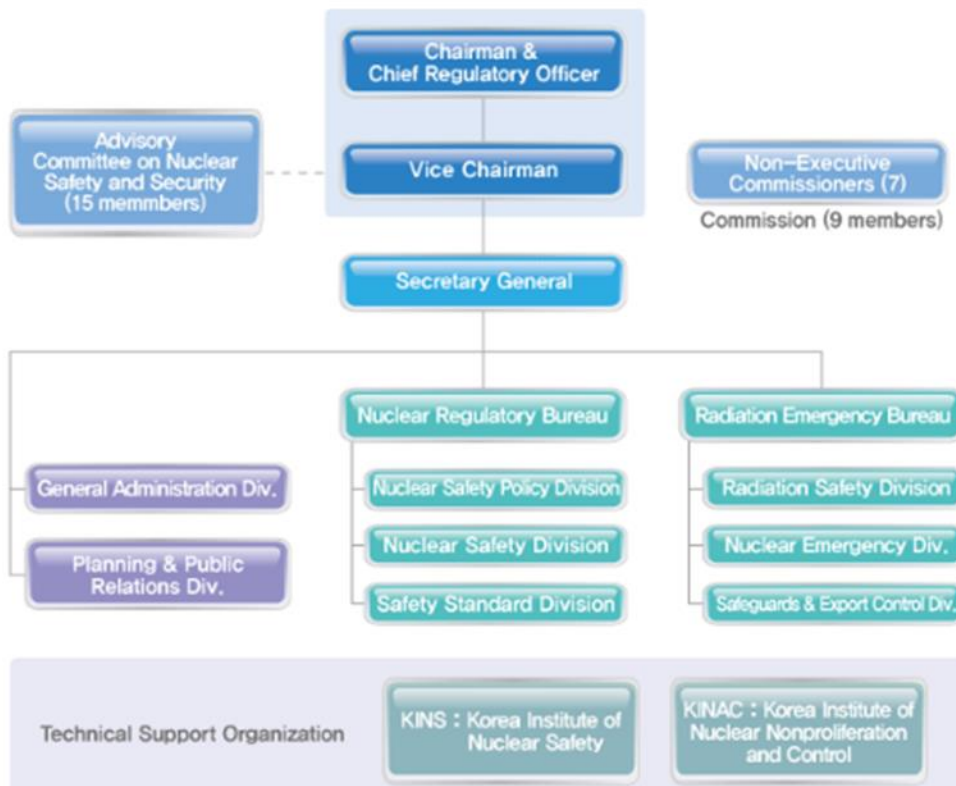 Chairman &
Chief Regulatory Officer
Advisory
Committee on Nuclear
Safety and Security
(15 memmbers)
Vice Chairman
Non-Executive
Commissioners (7)
Commission (9 members)
Secretary General
Nuclear Regulatory Bureau
Radiation Emergency Bureau
General Administration Div.
Nuclear Safety Policy Division
Radiation Safety Division
Planning & Public
Relations Div.
Nuclear Safety Division
Nuclear Emergency Div.
Safety Standard Division
Safeguards & Export Control Div.
Technical Support Organization
KINS : Korea Institute of
Nuclear Safety
KINAC : Korea Institute of
Nuclear Nonproliferation
and Control